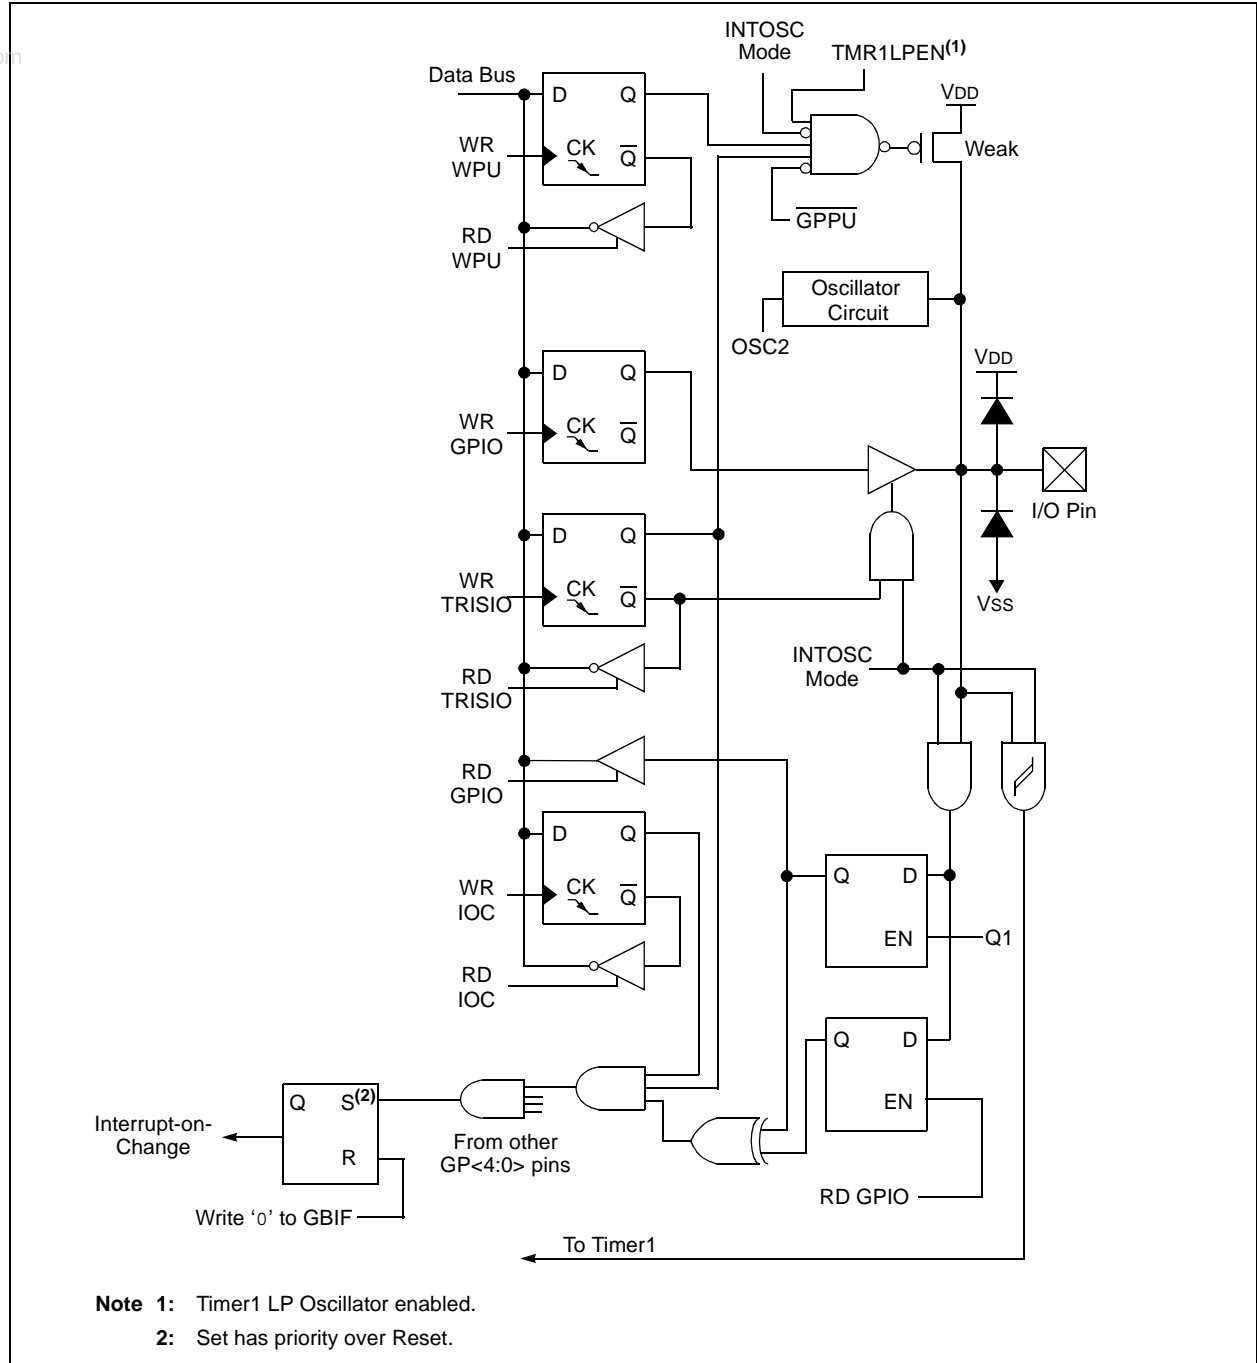 om
INTOSC
Mode
TMR1LPEN(1)
Data Bus
D Q
VDD
WR
WPU
CK Q
Weak
GPPU
RD
WPU
Oscillator
Circuit
OSC2
VDD
D Q
WR
GPIO
CK Q
I/O Pin
D Q
WR
TRISIO
CK Q
VSS
INTOSC
Mode
RD
TRISIO
RD
GPIO
D Q
Q D
WR
IOC
CK Q
EN
Q1
RD
IOC
Q D
Q S(2)
EN
Interrupt-on-
Change
From other
GP<4:0> pins
R
RD GPIO
Write ‘0’ to GBIF
To Timer1
Note 1: Timer1 LP Oscillator enabled.
2: Set has priority over Reset.